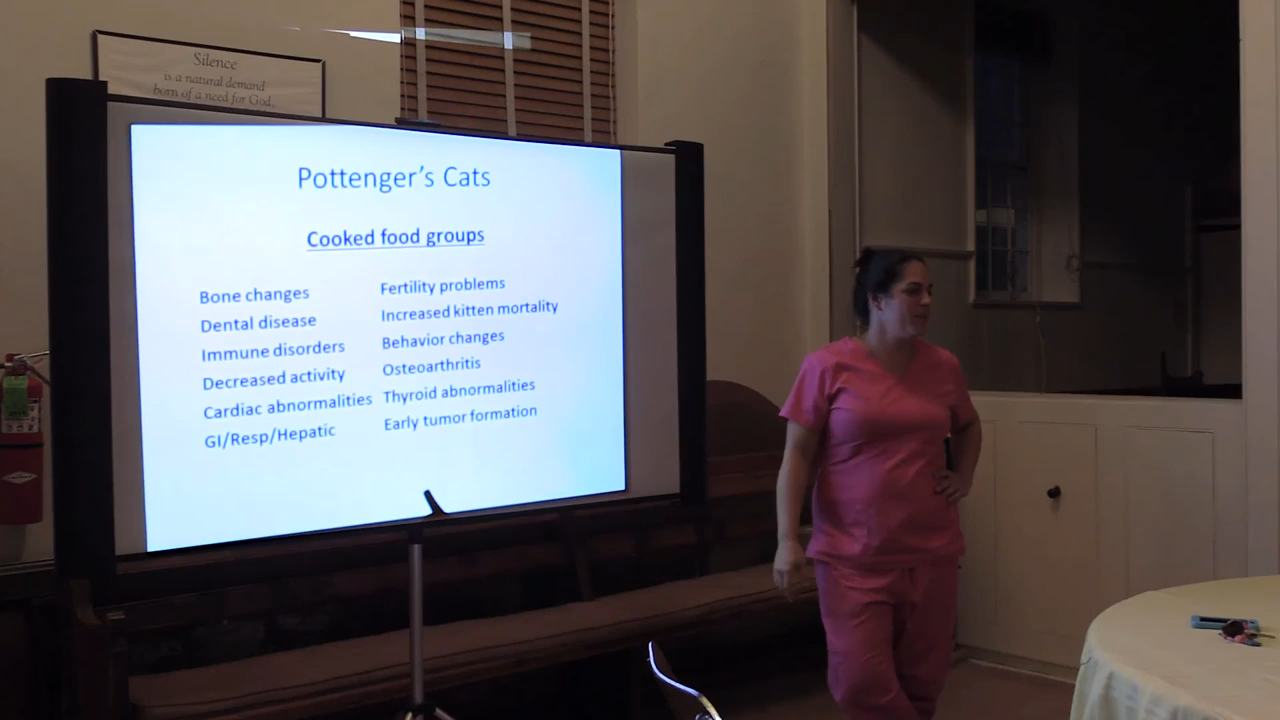 Silence
is a natural demand
born of a need for God,
Pottenger's Cats
Cooked food groups
Bone changes
Dental disease
Immune disorders
Decreased activity
Cardiac abnormalities
GI/Resp/Hepatic
Fertility problems
Increased kitten mortality
Behavior changes
Osteoarthritis
Thyroid abnormalities
Early tumor formation